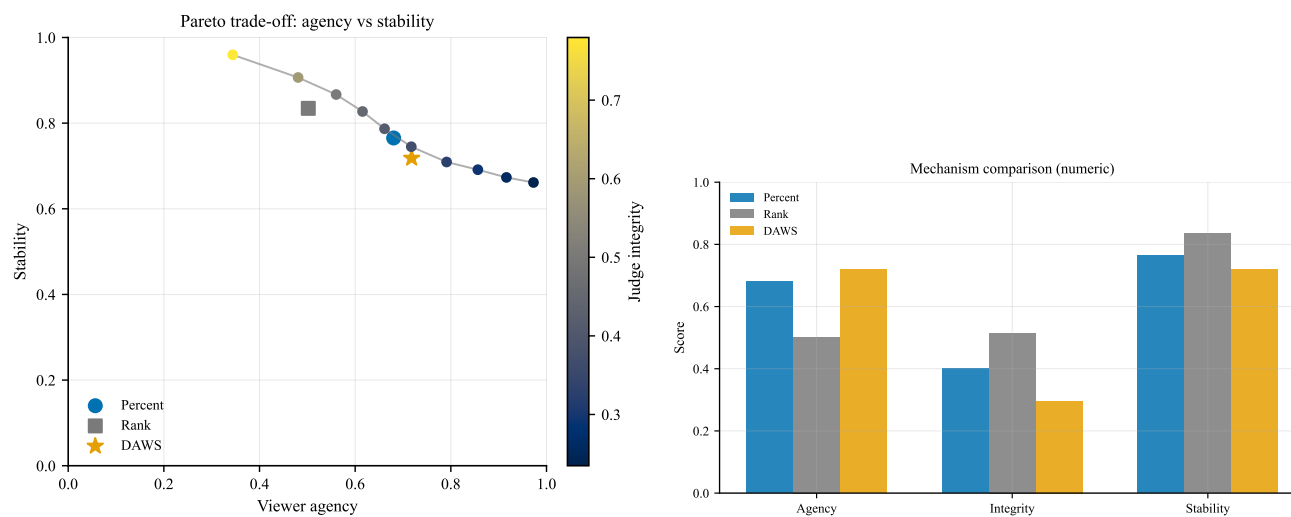 Pareto trade-off: agency vs stability
1.0
0.8
0.6
0.4
0.2
0.0
Stability
0.0
0.2
0.4
0.6
0.8
1.0
Viewer agency
Percent
Rank
DAWS
0.7
0.6
0.5
0.4
0.3
Judge integrity
Mechanism comparison (numeric)
1.0
0.8
0.6
0.4
0.2
0.0
Score
Percent
Rank
DAWS
Agency
Integrity
Stability